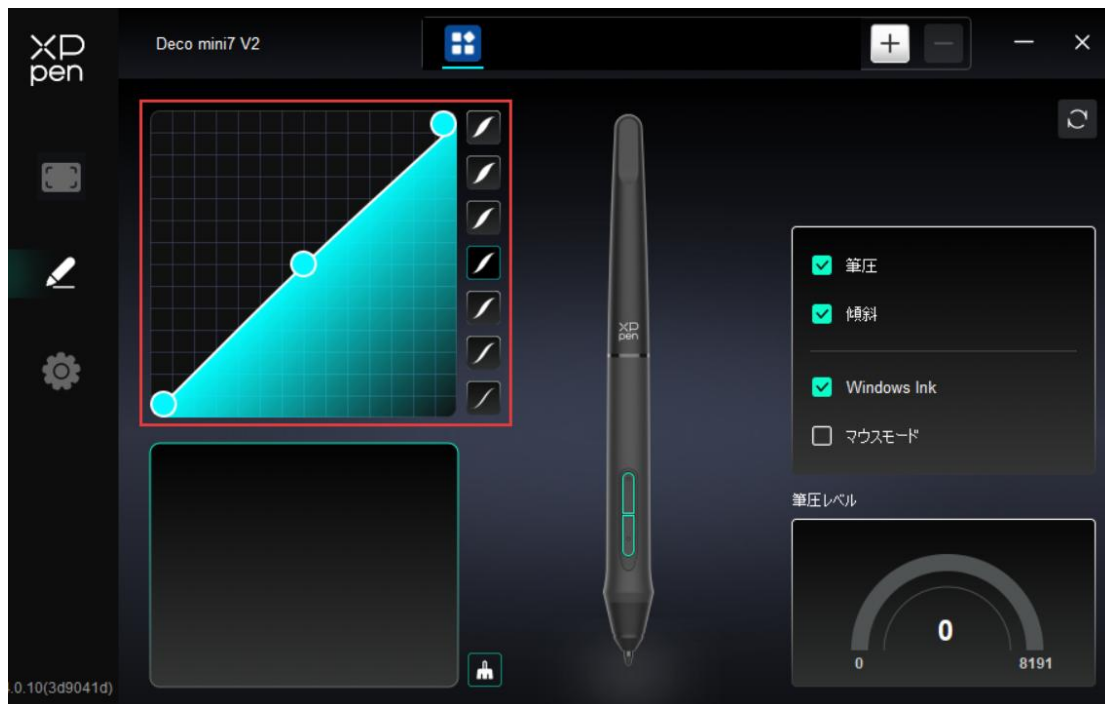 XP
pen
Deco mini7 V2
XP
pen
筆圧
傾斜
Windows Ink
マウスモード
筆圧レベル
0
0
8191
.0.10(3d9041d)